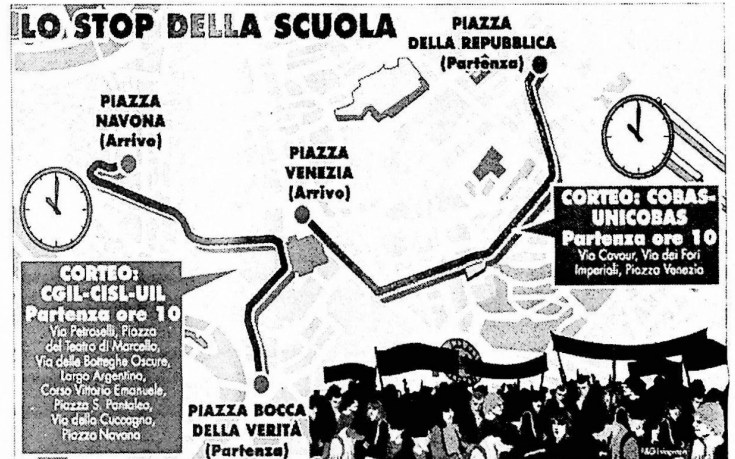 LO STOP DELLA SCUOLA
PIAZZA
DELLA REPUBBLICA
(Partenza)
PIAZZA
NAVONA
(Arrivo)
PIAZZA
VENEZIA
(Arrivo)
CORTEO: COBAS-
UNICOBAS
Partenza ore 10
Via Cavour, Via dei Fori
Imperiali, Piazza Venezia
CORTEO:
CGIL-CISL-UIL
Partenza ore 10
Via Petroselli, Piazza
del Teatro di Marcello,
Via delle Botteghe Oscure,
Largo Argentina,
Corso Vittorio Emanuele,
Piazza S. Pantaleo,
Via della Cuccagna,
Piazza Navona
PIAZZA BOCCA
DELLA VERITÀ
(Partenza)